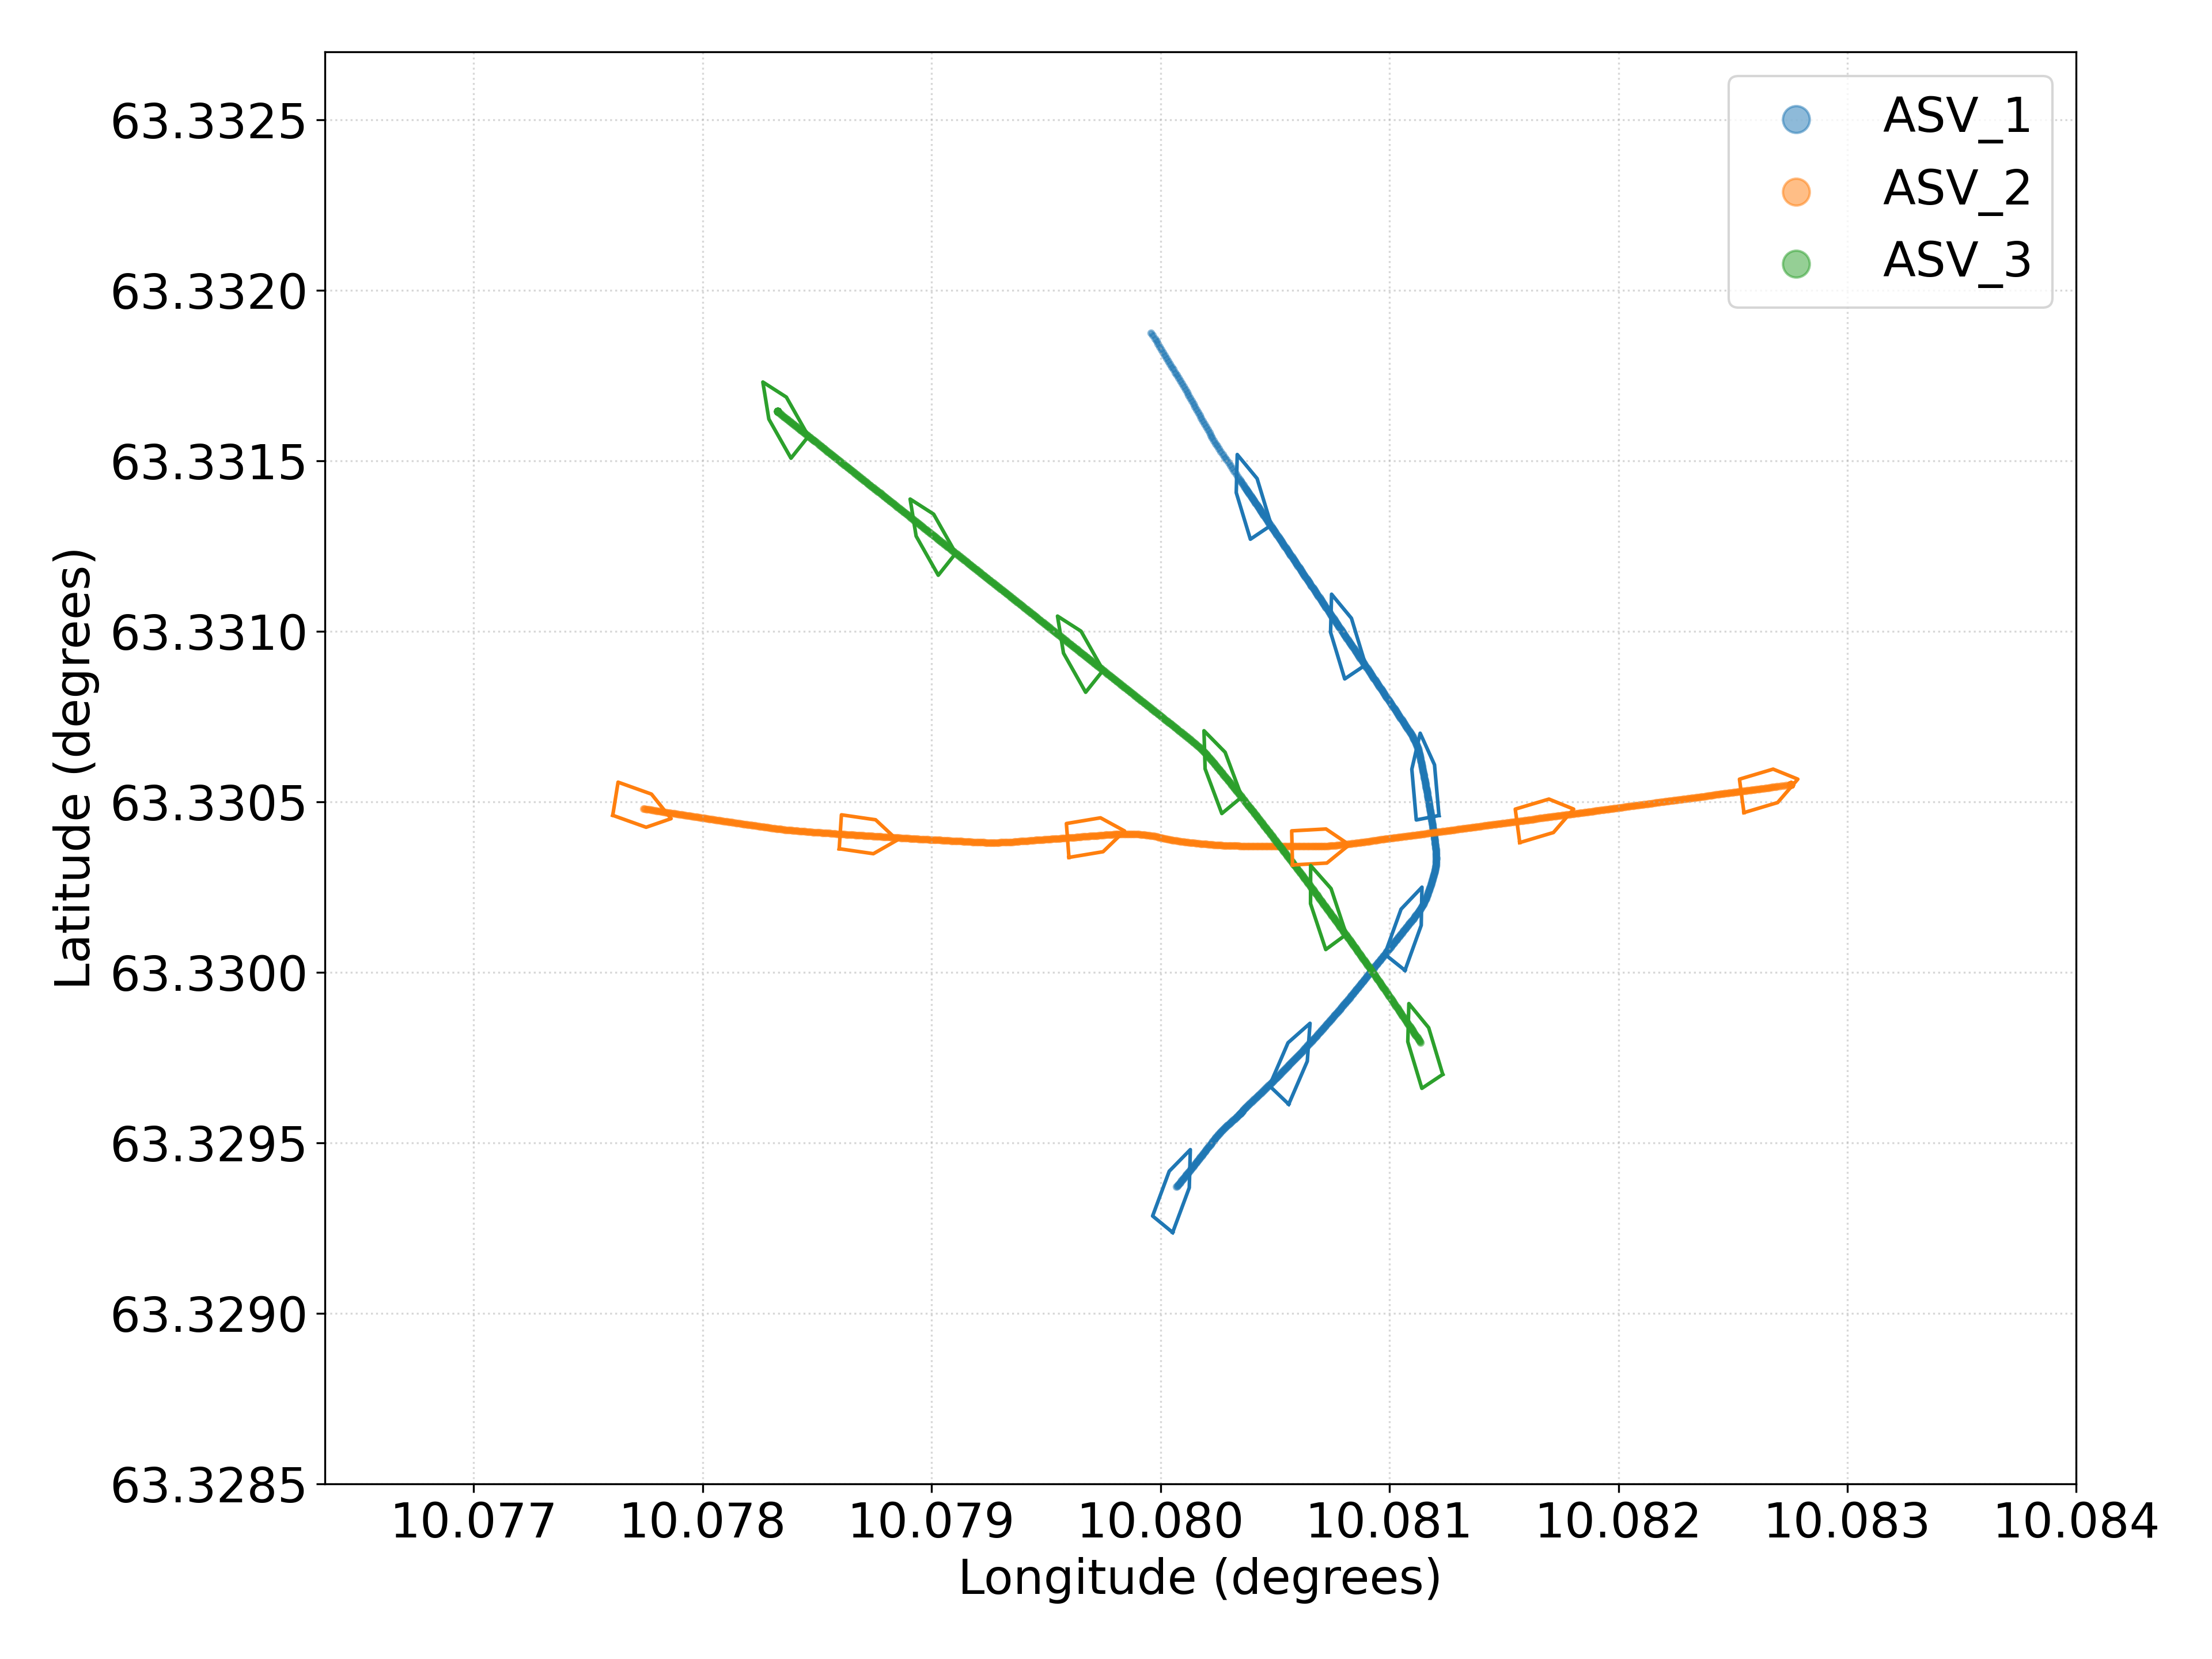 ASV_1
ASV_2
ASV_3
63.3325
63.3320
63.3315
63.3310
63.3305
63.3300
63.3295
63.3290
63.3285
Latitude (degrees)
10.077 10.078 10.079 10.080 10.081 10.082 10.083 10.084
Longitude (degrees)